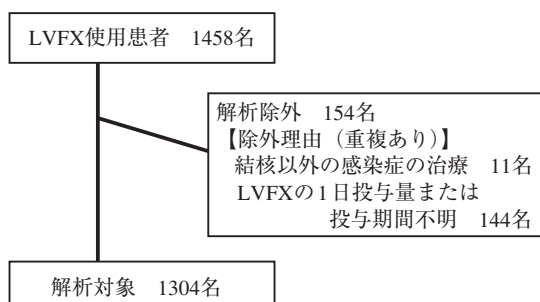 LVFX使用患者　1458名
解析除外　154名
【除外理由（重複あり）】
結核以外の感染症の治療　11名
LVFXの1日投与量または
投与期間不明　144名
解析対象　1304名